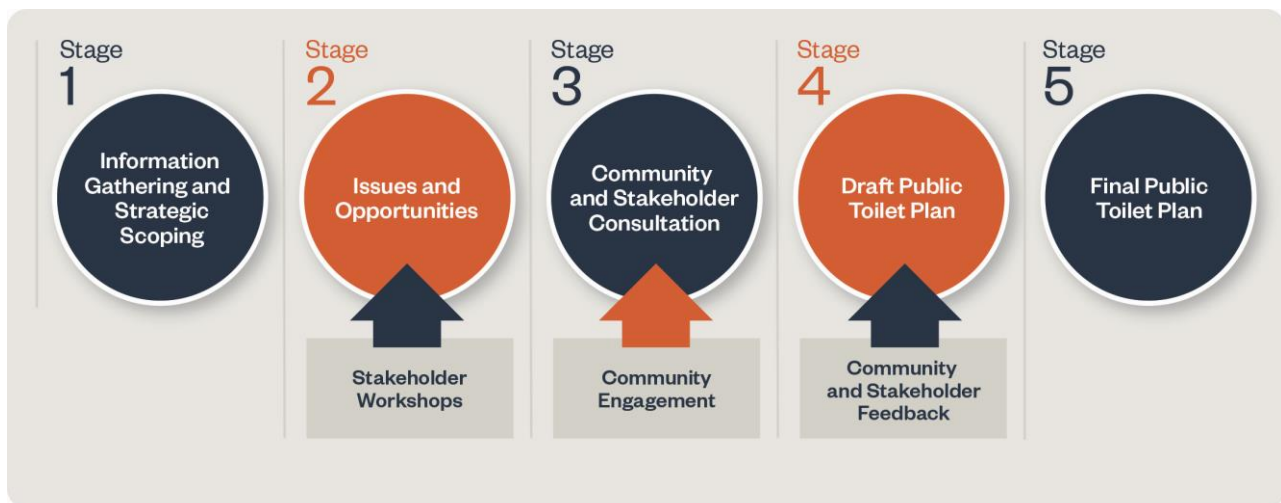 Stage
1
Information
Gathering and
Strategic
Scoping
Stage
2
Issues and
Opportunities
Stakeholder
Workshops
Stage
3
Community
and Stakeholder
Consultation
Community
Engagement
Stage
4
Draft Public
Toilet Plan
Community
and Stakeholder
Feedback
Stage
5
Final Public
Toilet Plan